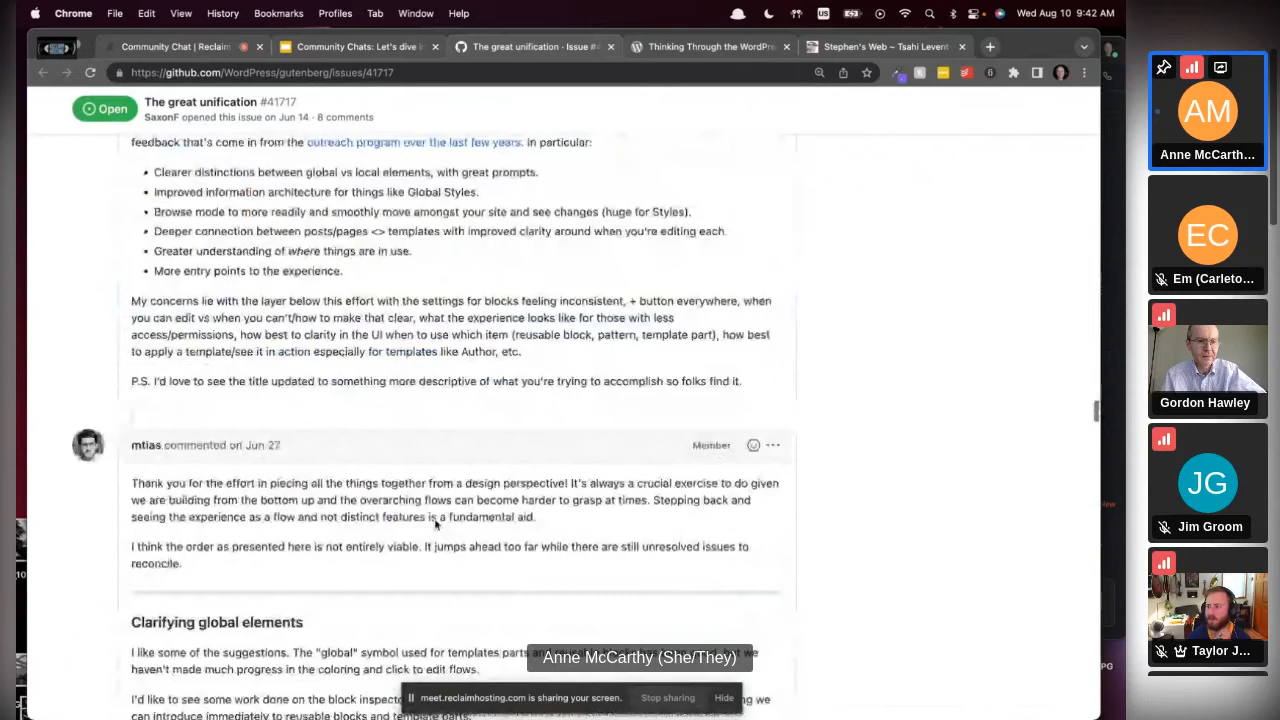 Chrome File Edit View History Bookmarks Profiles Tab Window Help US Wed Aug 10 9:42 AM
Community Chat | Reclaim Community Chats: Let's dive i The great unification · Issue #4 Thinking Through the WordPre Stephen's Web ~ Tsahi Levent
https://github.com/WordPress/gutenberg/issues/41717
Open
The great unification #41717
SaxonF opened this issue on Jun 14 · 8 comments
feedback that's come in from the outreach program over the last few years. In particular:
• Clearer distinctions between global vs local elements, with great prompts.
• Improved information architecture for things like Global Styles.
• Browse mode to more readily and smoothly move amongst your site and see changes (huge for Styles).
• Deeper connection between posts/pages <> templates with improved clarity around when you're editing each.
• Greater understanding of where things are in use.
• More entry points to the experience.
My concerns lie with the layer below this effort with the settings for blocks feeling inconsistent, + button everywhere, when
you can edit vs when you can't/how to make that clear, what the experience looks like for those with less
access/permissions, how best to clarity in the UI when to use which item (reusable block, pattern, template part), how best
to apply a template/see it in action especially for templates like Author, etc.
P.S. I'd love to see the title updated to something more descriptive of what you're trying to accomplish so folks find it.
mtias commented on Jun 27 Member ···
Thank you for the effort in piecing all the things together from a design perspective! It's always a crucial exercise to do given
we are building from the bottom up and the overarching flows can become harder to grasp at times. Stepping back and
seeing the experience as a flow and not distinct features is a fundamental aid.
I think the order as presented here is not entirely viable. It jumps ahead too far while there are still unresolved issues to
reconcile.
Clarifying global elements
I like some of the suggestions. The "global" symbol used for templates parts and reusable blocks but we
haven't made much progress in the coloring and click to edit flows.
I'd like to see some work done on the block inspecto ng we
can introduce immediately to reusable blocks and template parts.
Anne McCarthy (She/They)
meet.reclaimhosting.com is sharing your screen. Stop sharing Hide
AM
Anne McCarth...
EC
Em (Carleto...
Gordon Hawley
JG
Jim Groom
Taylor J...